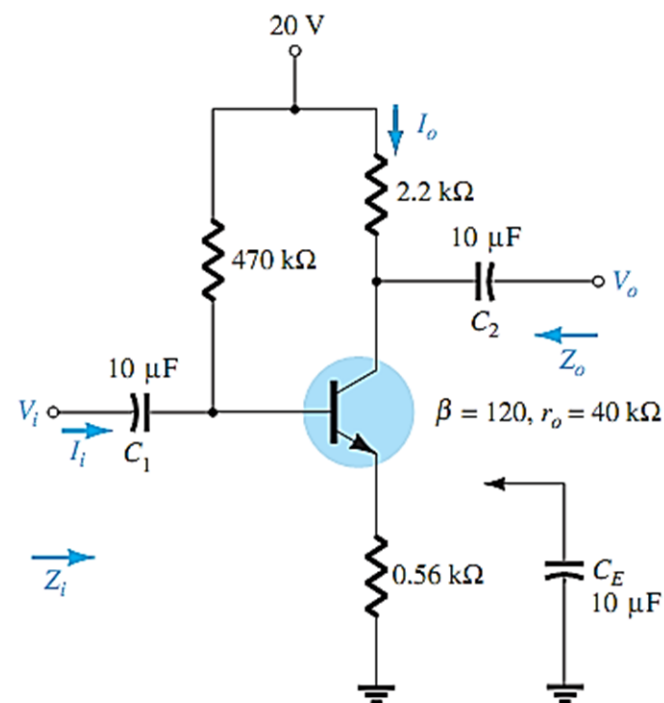 20 V
I_o
2.2 kΩ
10 μF
470 kΩ
V_o
C_2
Z_o
10 μF
V_i
β = 120, r_o = 40 kΩ
I_i
C_1
Z_i
0.56 kΩ
C_E
10 μF